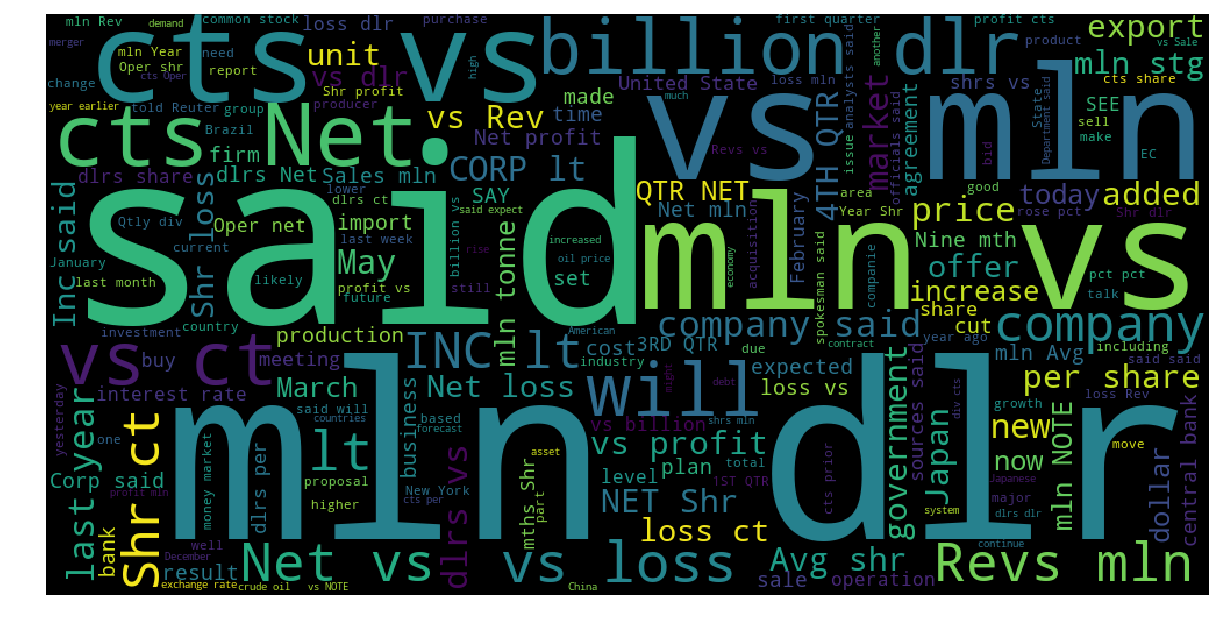 mln Rev
demand
common stock
loss dlr
purchase
first quarter
profit cts
another
merger
cts vs
billion dlr
export
mln Year
need
Oper shr
unit
product
vs Sale
change
cts Oper
report
vs dlr
high
United State
loss mln
analysts said
mln stg
Shr profit
much
shrs vs
cts share
year earlier
told Reuter
group
made
vs
mln
market
SEE
producer
vs Rev
time
issue
officials said
State
sell
cts Net
Brazil
Net profit
agreement
make
Department said
firm
CORP lt
Revs vs
bid
EC
dlrs share
dlrs Net
Sales mln
4TH QTR
today
added
Inc said
Shr loss
lower
dlrs ct
SAY
QTR NET
area
good
Net mln
Year Shr
price
rose pct
Shr dlr
Qtly div
Oper net
import
said expect
said
mln vs
billion vs
February
current
last week
increased
Nine mth
pct pct
January
May
rise
oil price
acquisition
spokesman said
companie
offer
talk
last month
likely
profit vs
future
still
set
economy
increase
share
cut
mln tonne
investment
country
production
American
company said
contract
year ago
company
vs ct
INC lt
cost
3RD QTR
due
mln Avg
including
buy
meeting
industry
expected
said said
yesterday
interest rate
March
Net loss
will
might
debt
loss vs
government
sources said
div cts
per share
last year
said will
countries
shrs mln
growth
loss Rev
one
Shr ct
based
forecast
vs billion
vs profit
Japan
new
move
central bank
lt
business
dlrs vs
level
plan
total
now
mln NOTE
dollar
Corp said
money market
proposal
dlrs per
New York
asset
1ST QTR
cts prior
major
Japanese
bank
profit mln
higher
cts per
mths Shr
part
NET Shr
system
dlrs dlr
mln dlr
loss ct
result
December
well
Net vs
vs loss
Avg shr
continue
Revs mln
exchange rate
crude oil
vs NOTE
China
sale
operation